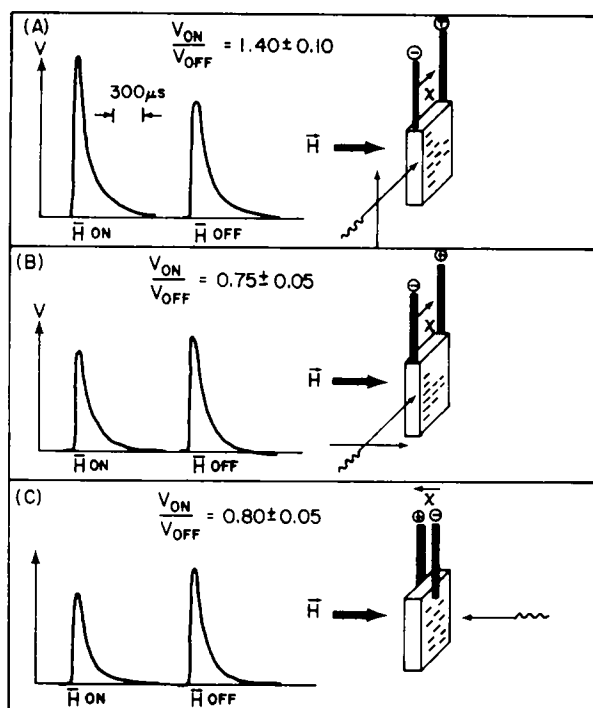 (A)
V
V_ON / V_OFF = 1.40 ± 0.10
300μs
H⃗
⊖
⊕
χ
H̅ ON
H̅ OFF
(B)
V
V_ON / V_OFF = 0.75 ± 0.05
H⃗
⊖
⊕
χ
H̅ ON
H̅ OFF
(C)
V_ON / V_OFF = 0.80 ± 0.05
χ
⊕ ⊖
H⃗
H̅ ON
H̅ OFF